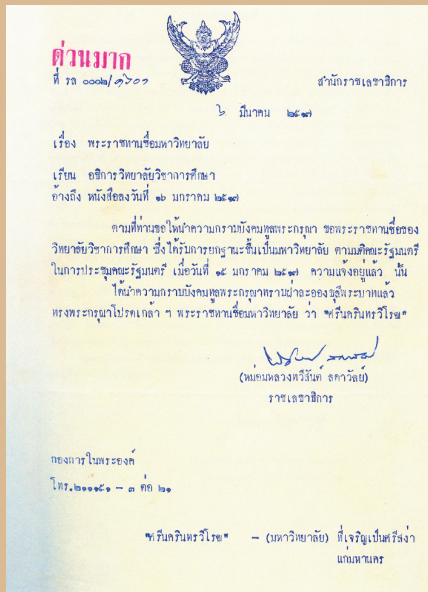 ด่วนมาก
ที่ รล ๐๐๐๒/๑๖๐๑
สำนักราชเลขาธิการ
๖ มีนาคม ๒๕๑๗
เรื่อง พระราชทานชื่อมหาวิทยาลัย
เรียน อธิการวิทยาลัยวิชาการศึกษา
อ้างถึง หนังสือลงวันที่ ๑๖ มกราคม ๒๕๑๗
ตามที่ท่านขอให้นำความกราบบังคมทูลพระกรุณา ขอพระราชทานชื่อของ
วิทยาลัยวิชาการศึกษา ซึ่งได้รับการยกฐานะขึ้นเป็นมหาวิทยาลัย ตามมติคณะรัฐมนตรี
ในการประชุมคณะรัฐมนตรี เมื่อวันที่ ๑๕ มกราคม ๒๕๑๗ ความแจ้งอยู่แล้ว นั้น
ได้นำความกราบบังคมทูลพระกรุณาทราบฝ่าละอองธุลีพระบาทแล้ว
ทรงพระกรุณาโปรดเกล้า ฯ พระราชทานชื่อมหาวิทยาลัย ว่า "ศรีนครินทรวิโรฒ"
(หม่อมหลวงทวีสันต์ ลดาวัลย์)
ราชเลขาธิการ
กองการในพระองค์
โทร.๒๑๑๑๕๑ - ๓ ต่อ ๒๑
"ศรีนครินทรวิโรฒ" - (มหาวิทยาลัย) ที่เจริญเป็นศรีสง่า
แก่มหานคร